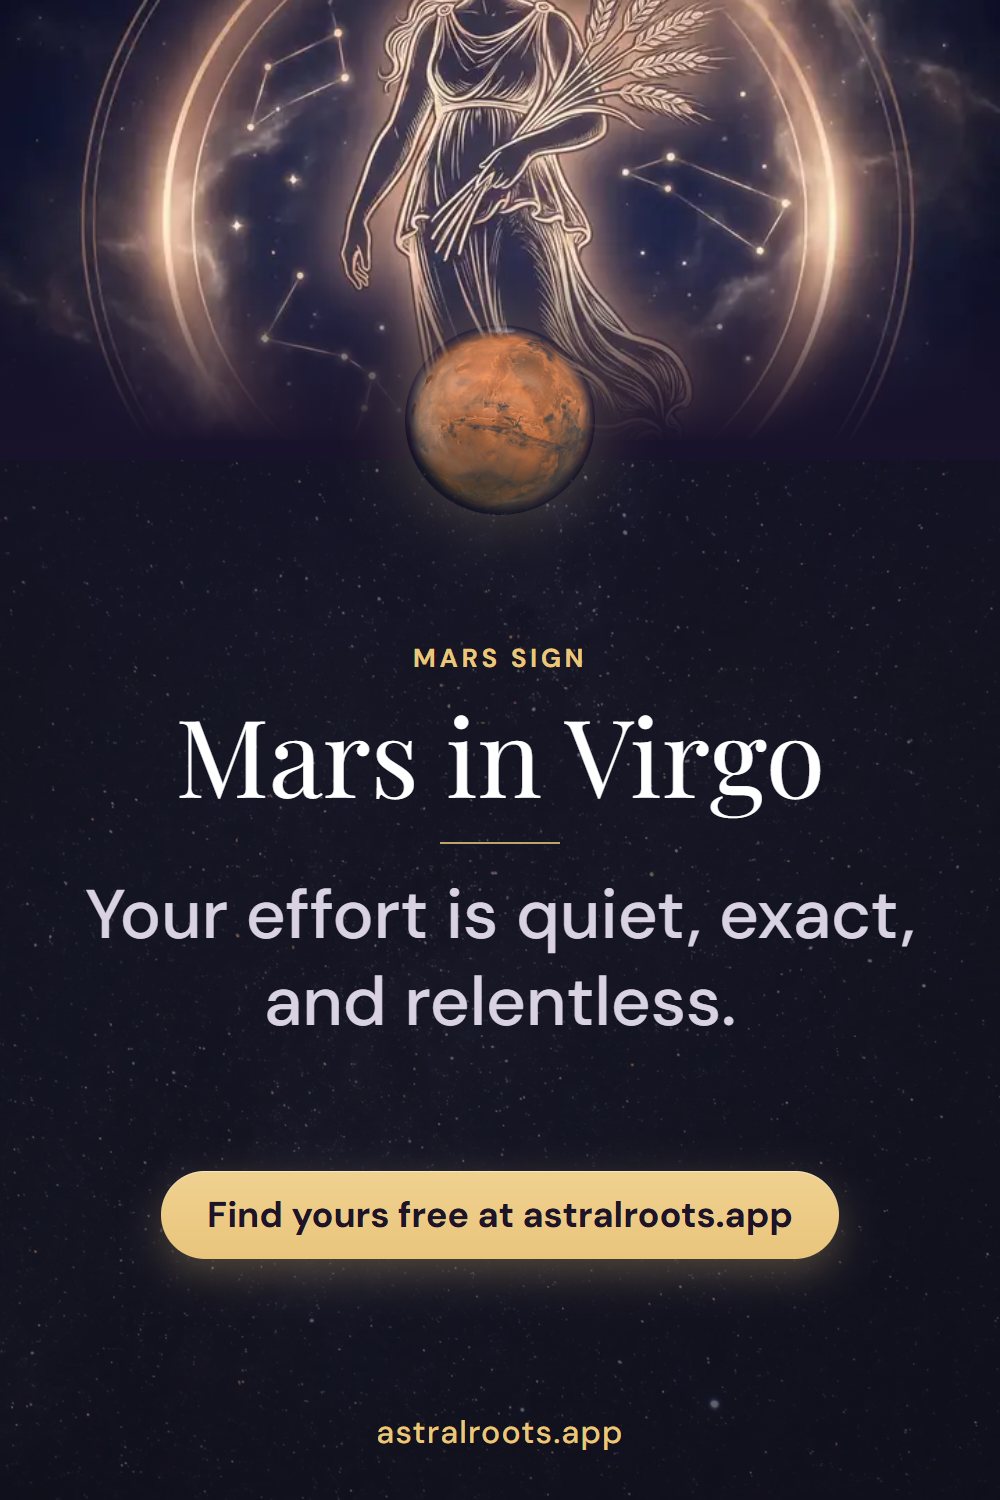 MARS SIGN
Mars in Virgo
Your effort is quiet, exact,
and relentless.
Find yours free at astralroots.app
astralroots.app